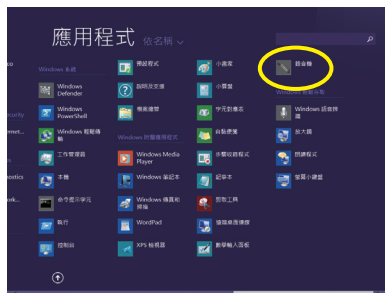 應用程式 依名稱
Windows 系統
Windows
Defender
Windows
PowerShell
Windows 輕鬆傳
輸
工作管理員
本機
命令提示字元
執行
控制台
預設程式
說明及支援
檔案總管
Windows 附屬應用程式
Windows Media
Player
Windows 筆記本
Windows 傳真和
掃描
WordPad
XPS 檢視器
小畫家
小算盤
字元對應表
自黏便箋
步驟收錄程式
記事本
剪取工具
遠端桌面連線
數學輸入面板
錄音機
Windows 輕鬆存取
Windows 語音辨
識
放大鏡
朗讀程式
螢幕小鍵盤